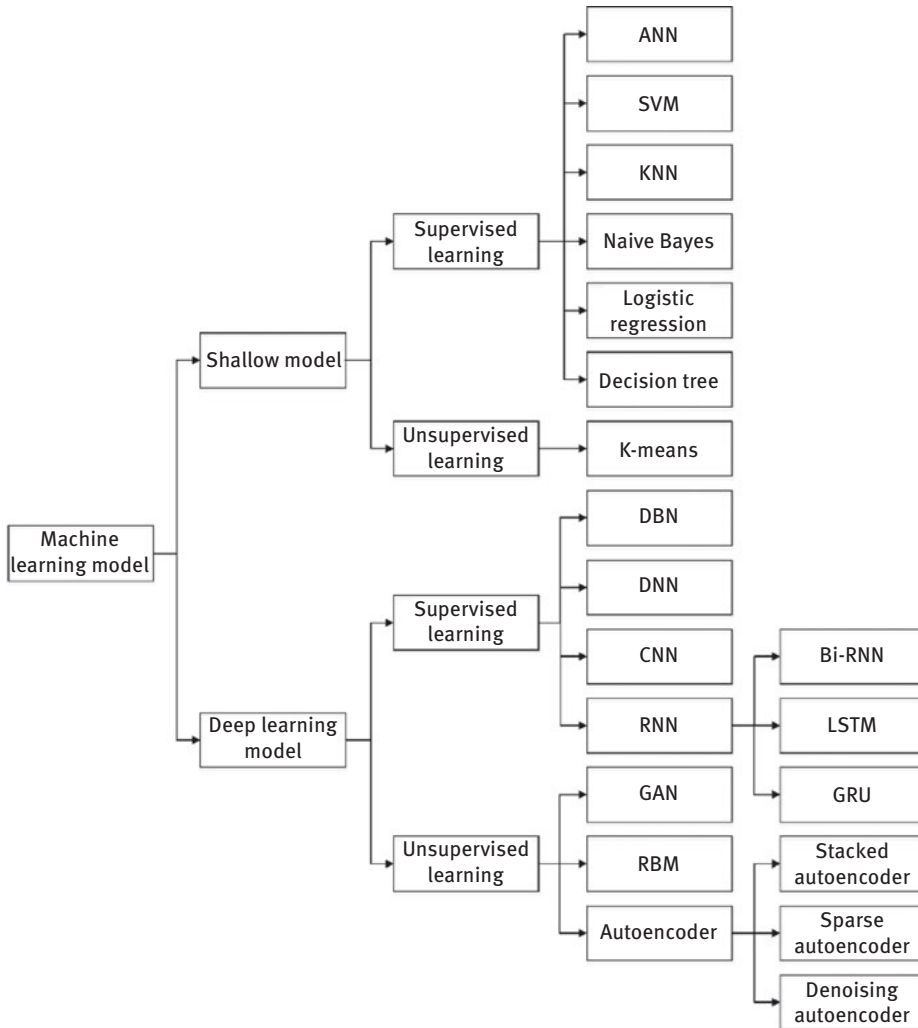 ANN
SVM
KNN
Supervised
learning
Naive Bayes
Logistic
regression
Shallow model
Decision tree
Unsupervised
learning
K-means
DBN
Machine
learning model
DNN
Supervised
learning
CNN
Bi-RNN
Deep learning
model
RNN
LSTM
GAN
GRU
Unsupervised
learning
RBM
Stacked
autoencoder
Autoencoder
Sparse
autoencoder
Denoising
autoencoder